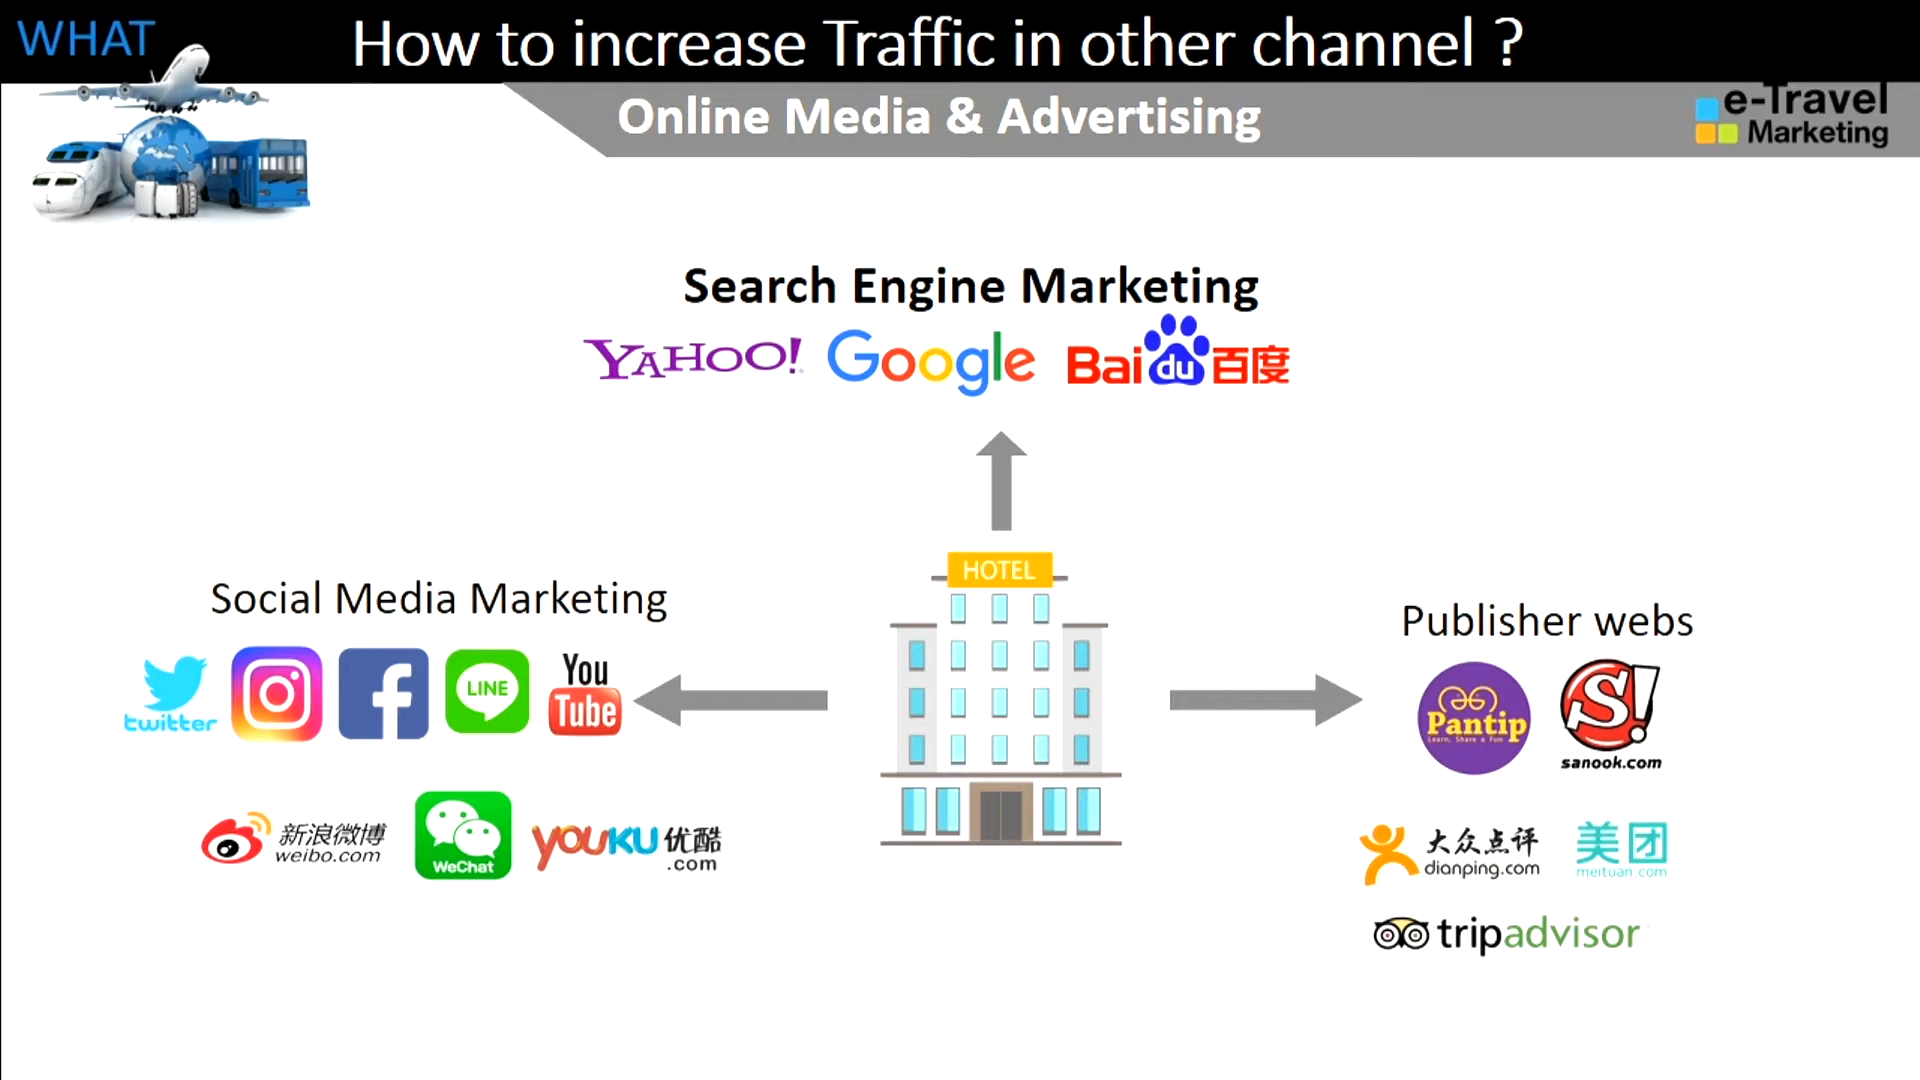 WHAT
How to increase Traffic in other channel ?
Online Media & Advertising
e-Travel
Marketing
Search Engine Marketing
YAHOO!
Google
Baidu百度
HOTEL
Social Media Marketing
twitter
LINE
You
Tube
新浪微博
weibo.com
WeChat
YOUKU优酷
.com
Publisher webs
Pantip
Learn, Share & Fun
S!
sanook.com
大众点评
dianping.com
美团
meituan.com
tripadvisor